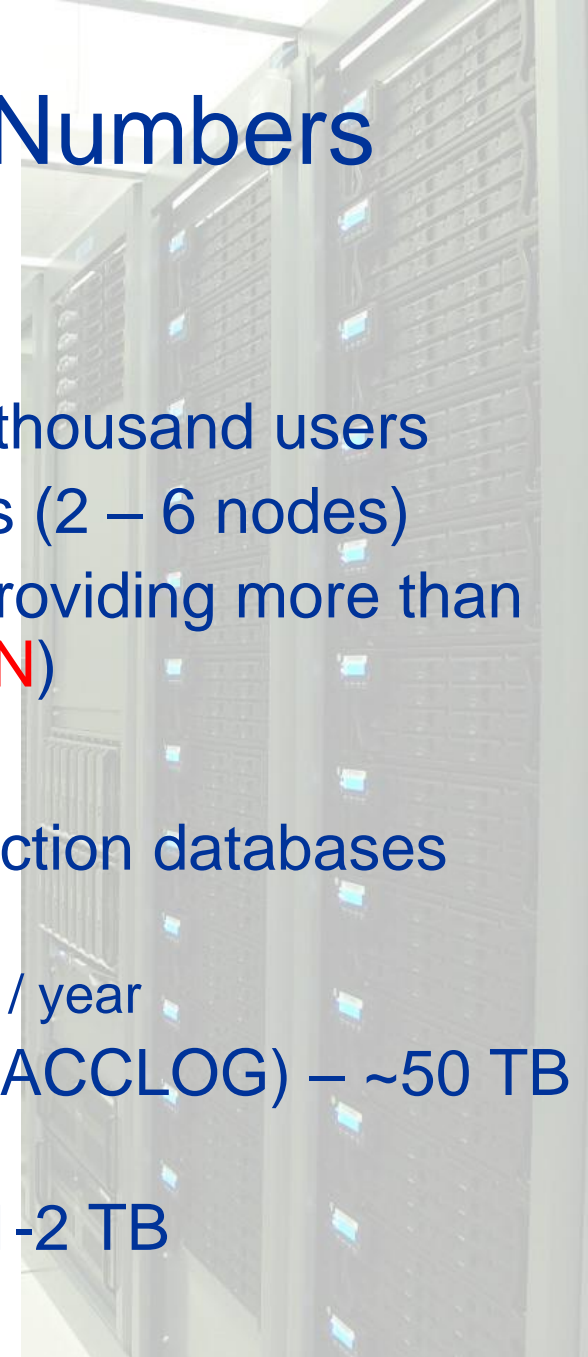 Numbers
thousand users
s (2 – 6 nodes)
roviding more than
N)
ction databases
/ year
ACCLOG) – ~50 TB
-2 TB